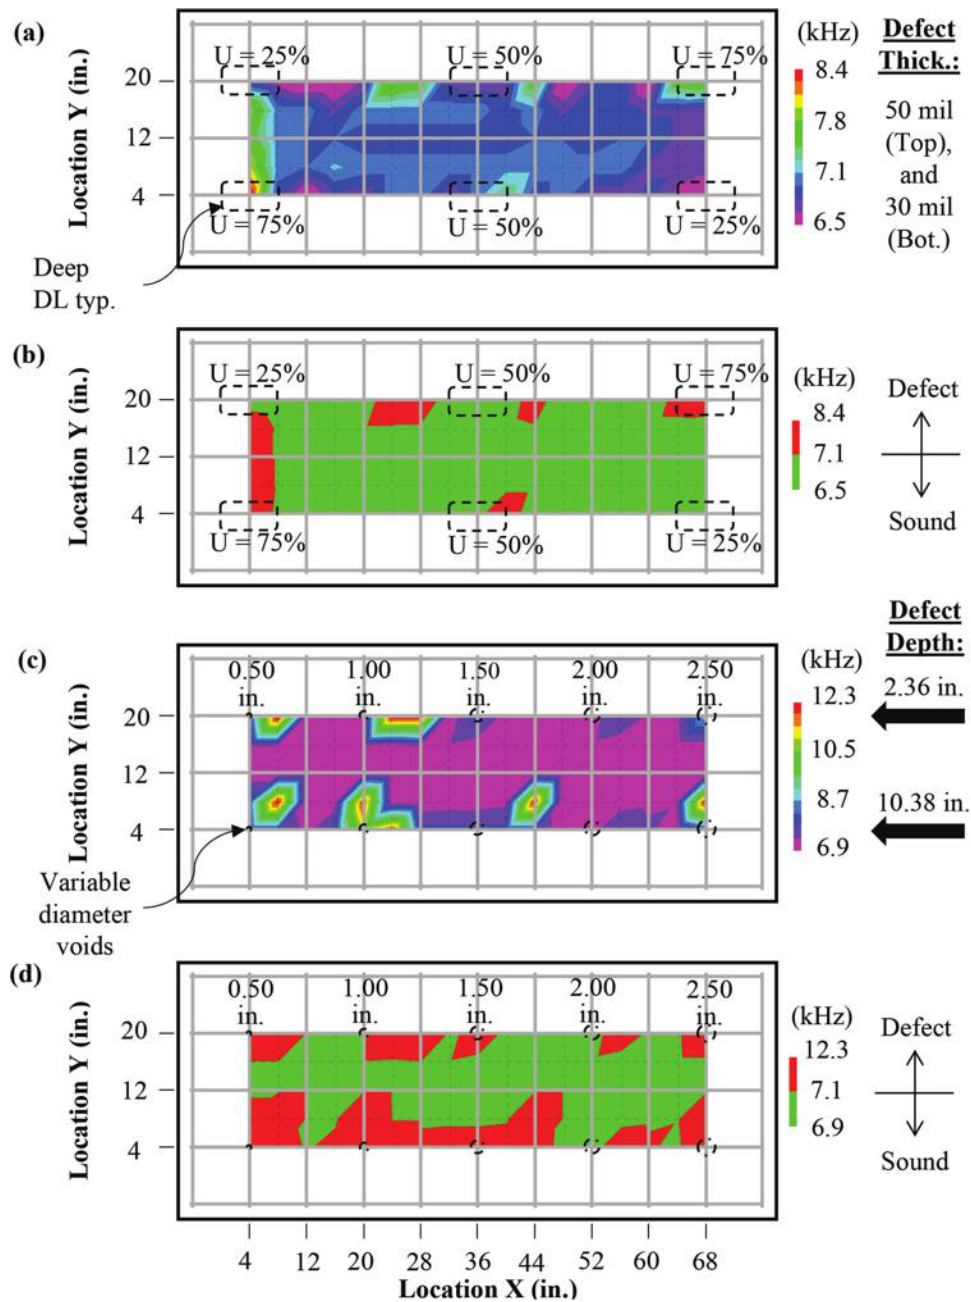 (a)
U = 25%
U = 50%
U = 75%
(kHz)
8.4
7.8
7.1
6.5
Defect
Thick.:
50 mil
(Top),
and
30 mil
(Bot.)
Location Y (in.)
20
12
4
U = 75%
U = 50%
U = 25%
Deep
DL typ.
(b)
U = 25%
U = 50%
U = 75%
(kHz)
8.4
7.1
6.5
Defect
Sound
Location Y (in.)
20
12
4
U = 75%
U = 50%
U = 25%
(c)
0.50
in.
1.00
in.
1.50
in.
2.00
in.
2.50
in.
(kHz)
12.3
10.5
8.7
6.9
Defect
Depth:
2.36 in.
10.38 in.
Location Y (in.)
20
12
4
Variable
diameter
voids
(d)
0.50
in.
1.00
in.
1.50
in.
2.00
in.
2.50
in.
(kHz)
12.3
7.1
6.9
Defect
Sound
Location Y (in.)
20
12
4
4 12 20 28 36 44 52 60 68
Location X (in.)